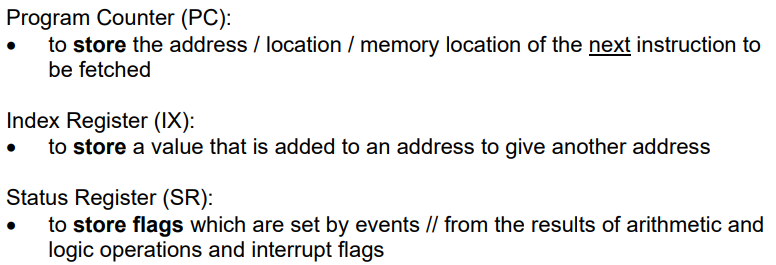 Program Counter (PC):
• to store the address / location / memory location of the next instruction to
be fetched
Index Register (IX):
• to store a value that is added to an address to give another address
Status Register (SR):
• to store flags which are set by events // from the results of arithmetic and
logic operations and interrupt flags